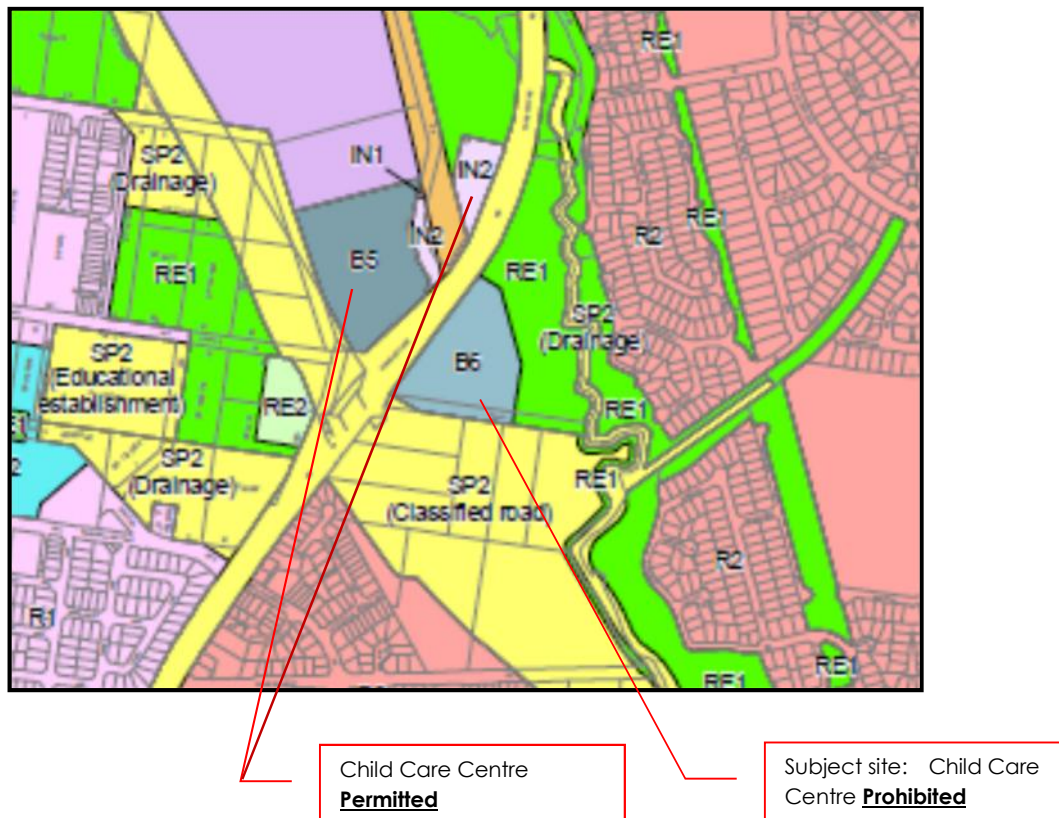 RE1
SP2
(Drainage)
IN1
IN2
RE1
R2
IN2
B5
RE1
RE1
SP2
(Drainage)
SP2
(Educational
establishment)
B6
RE2
RE1
SP2
(Drainage)
RE1
SP2
(Classified road)
R2
R1
RE1
RE1
Child Care Centre
Permitted
Subject site: Child Care
Centre Prohibited